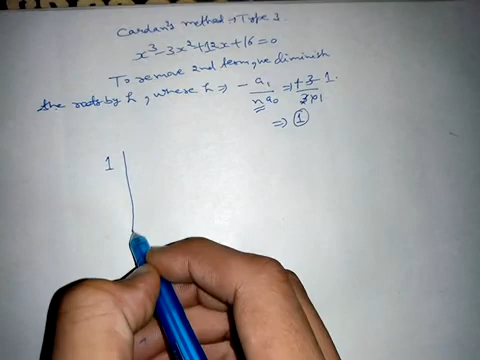 Cardan's method → Type 3.
x³-3x²+12x+16=0
To remove 2nd term, we diminish
the roots by h, where h ⇒ - a₁/na₀ ⇒ +3/3×1 - 1.
⇒ 1
1